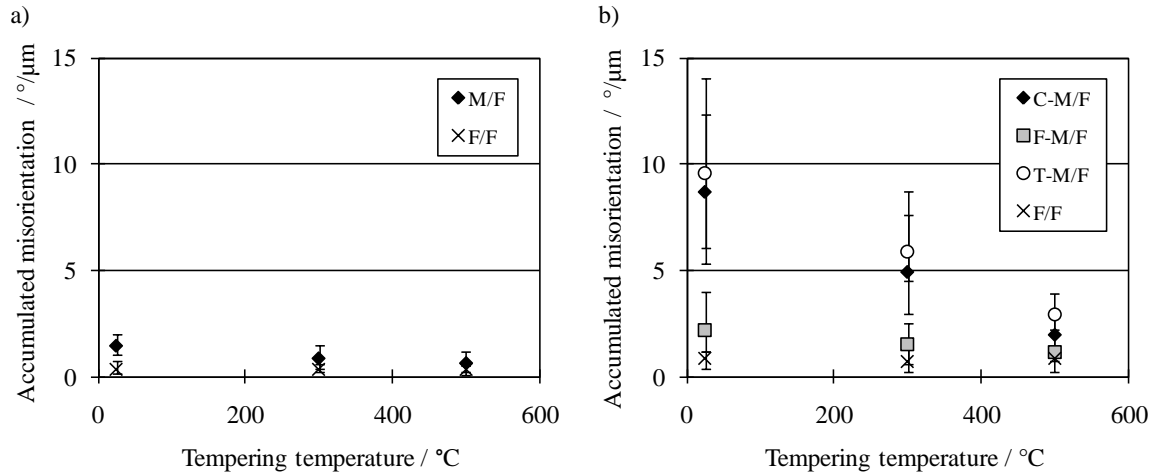 a)
Accumulated misorientation / °/µm
15
10
5
0
0
200
400
600
Tempering temperature / °C
M/F
F/F
b)
Accumulated misorientation / °/µm
15
10
5
0
0
200
400
600
Tempering temperature / °C
C-M/F
F-M/F
T-M/F
F/F